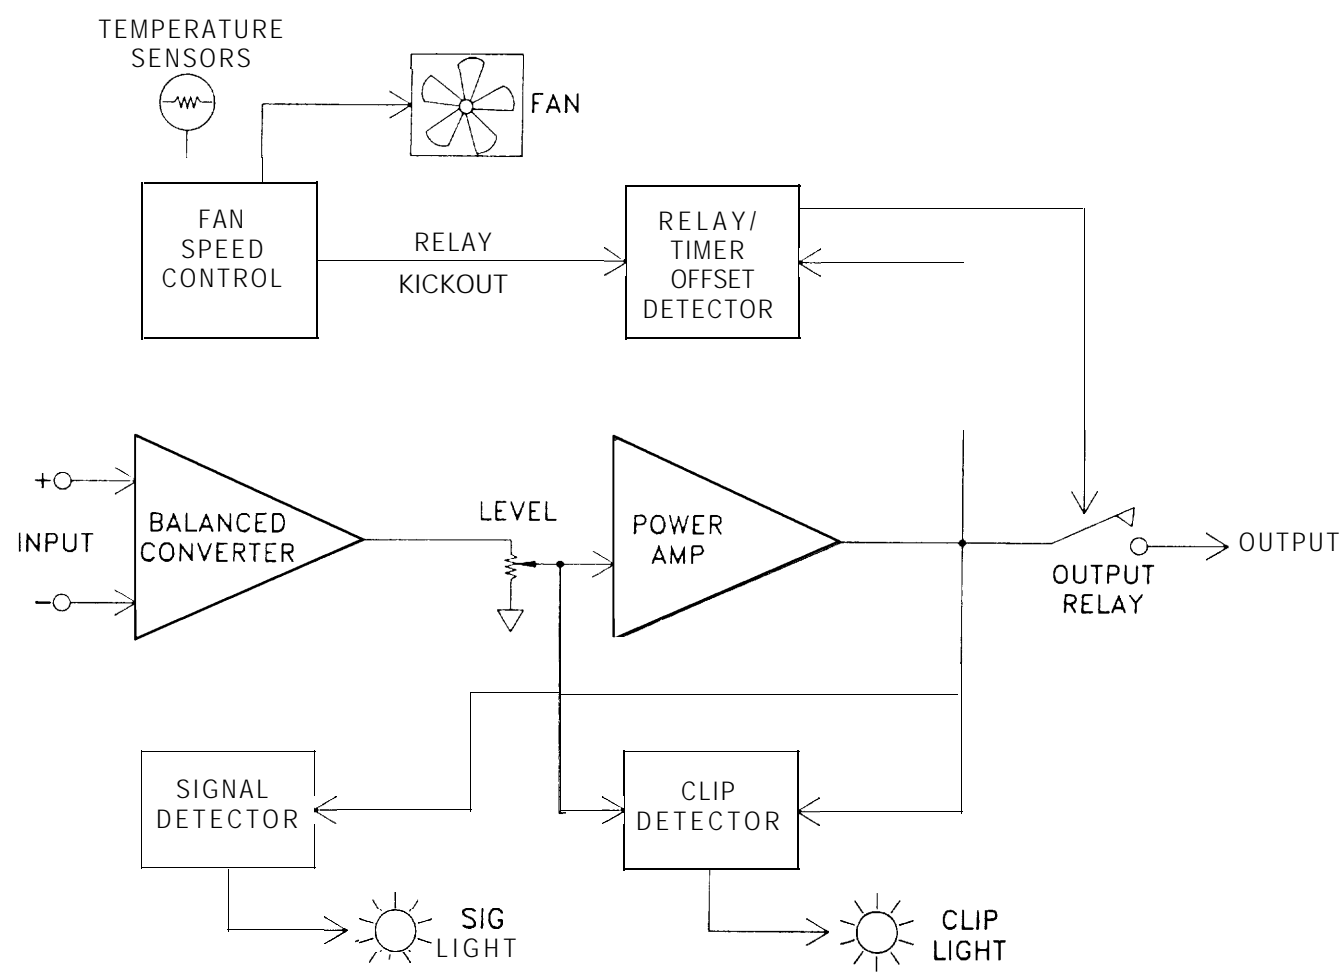 TEMPERATURE
SENSORS
FAN
FAN
SPEED
CONTROL
RELAY
KICKOUT
RELAY/
TIMER
OFFSET
DETECTOR
+
INPUT
-
BALANCED
CONVERTER
LEVEL
POWER
AMP
OUTPUT
OUTPUT
RELAY
SIGNAL
DETECTOR
CLIP
DETECTOR
SIG
LIGHT
CLIP
LIGHT